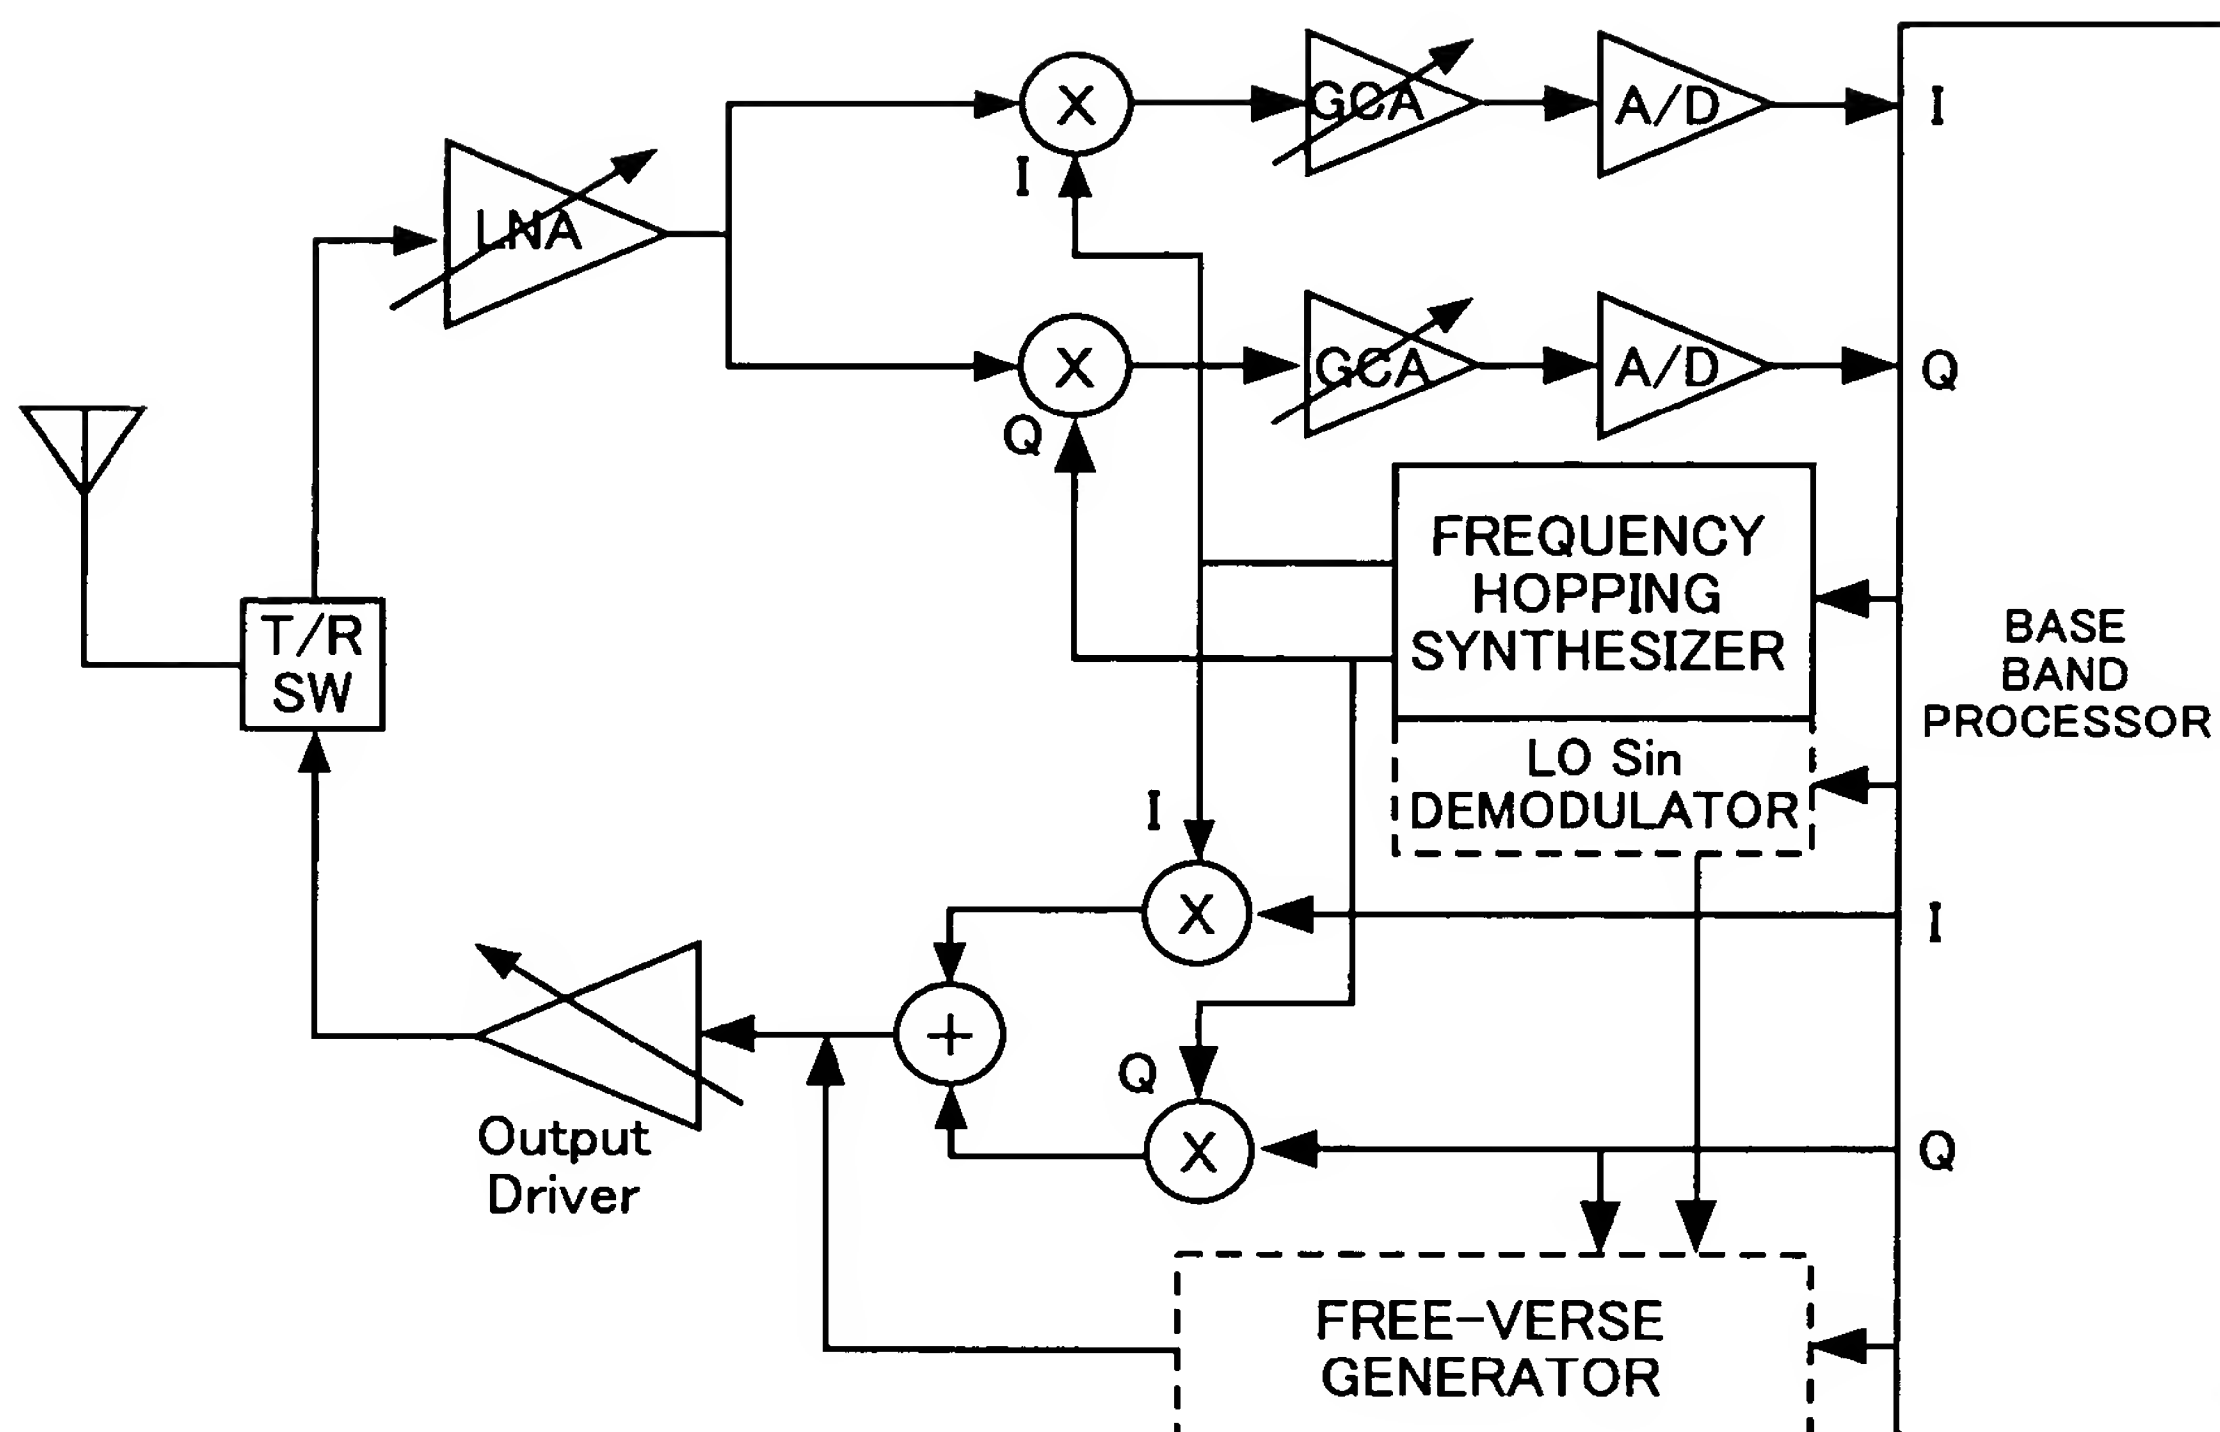 X
GCA
A/D
I
I
LNA
X
GCA
A/D
Q
Q
FREQUENCY
HOPPING
SYNTHESIZER
T/R
SW
BASE
BAND
PROCESSOR
LO Sin
DEMODULATOR
I
X
I
+
Q
X
Q
Output
Driver
FREE-VERSE
GENERATOR